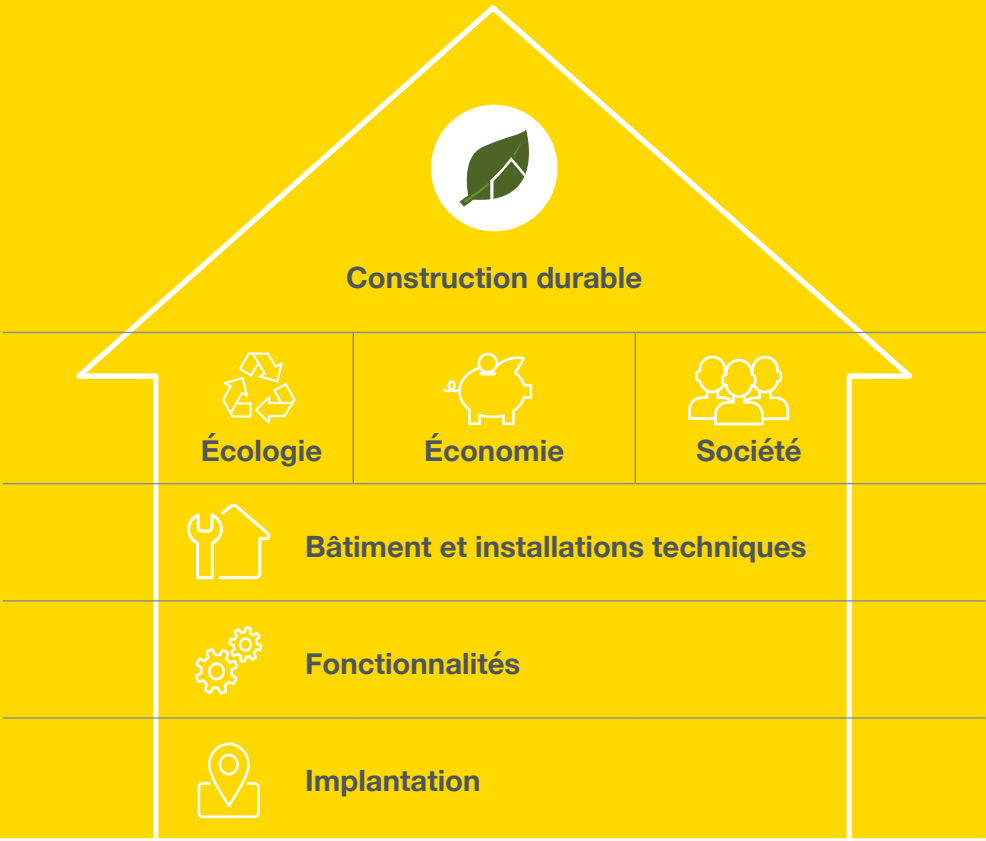 Construction durable
Écologie
Économie
Société
Bâtiment et installations techniques
Fonctionnalités
Implantation